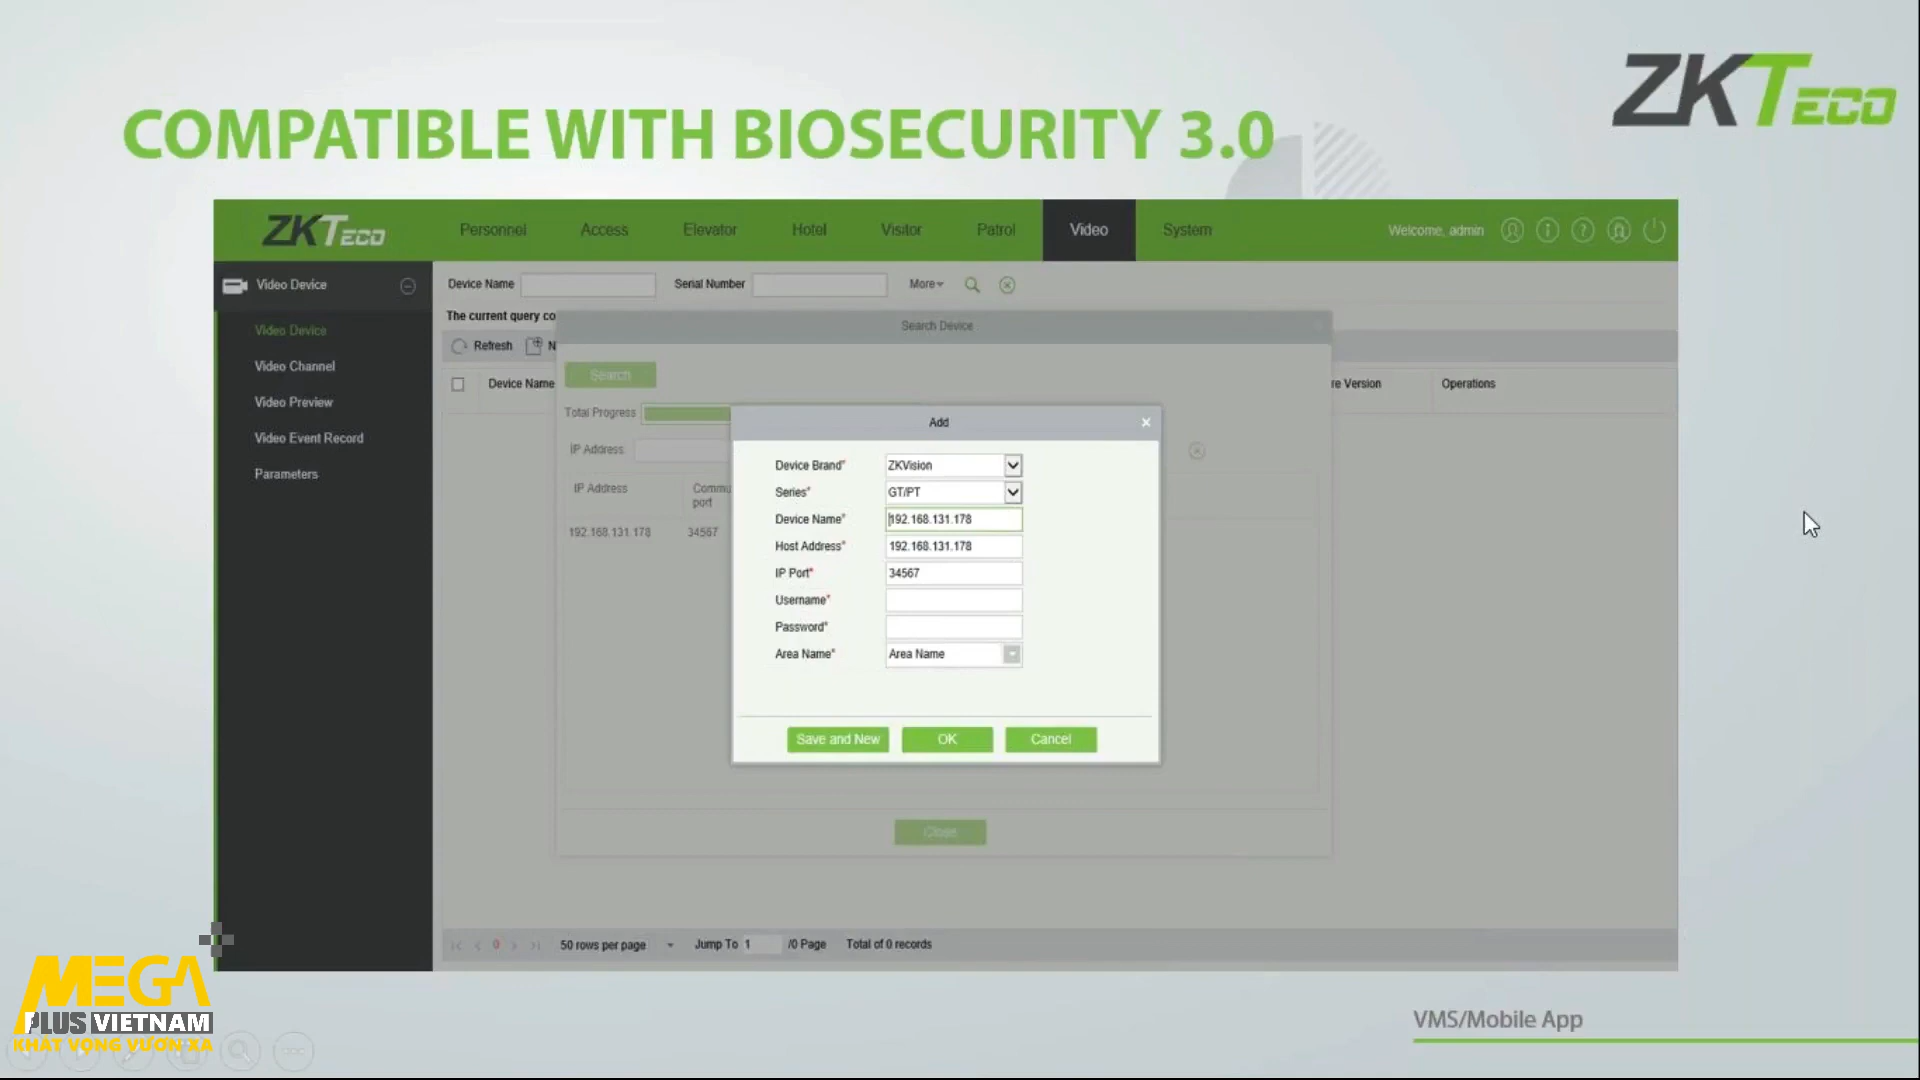 ZKTECO
COMPATIBLE WITH BIOSECURITY 3.0
ZKTECO Personnel Access Elevator Hotel Visitor Patrol Video System Welcome, admin
Video Device
Video Device
Video Channel
Video Preview
Video Event Record
Parameters
Device Name Serial Number More
The current query co
Search Device
Refresh N
Search
Device Name re Version Operations
Total Progress
IP Address
IP Address Commu
port
192.168.131.178 34567
Add
Device Brand* ZKVision
Series* GT/PT
Device Name* 192.168.131.178
Host Address* 192.168.131.178
IP Port* 34567
Username*
Password*
Area Name* Area Name
Save and New OK Cancel
Close
0 50 rows per page Jump To 1 /0 Page Total of 0 records
MEGA
PLUS VIETNAM
KHÁT VỌNG VƯƠN XA
VMS/Mobile App